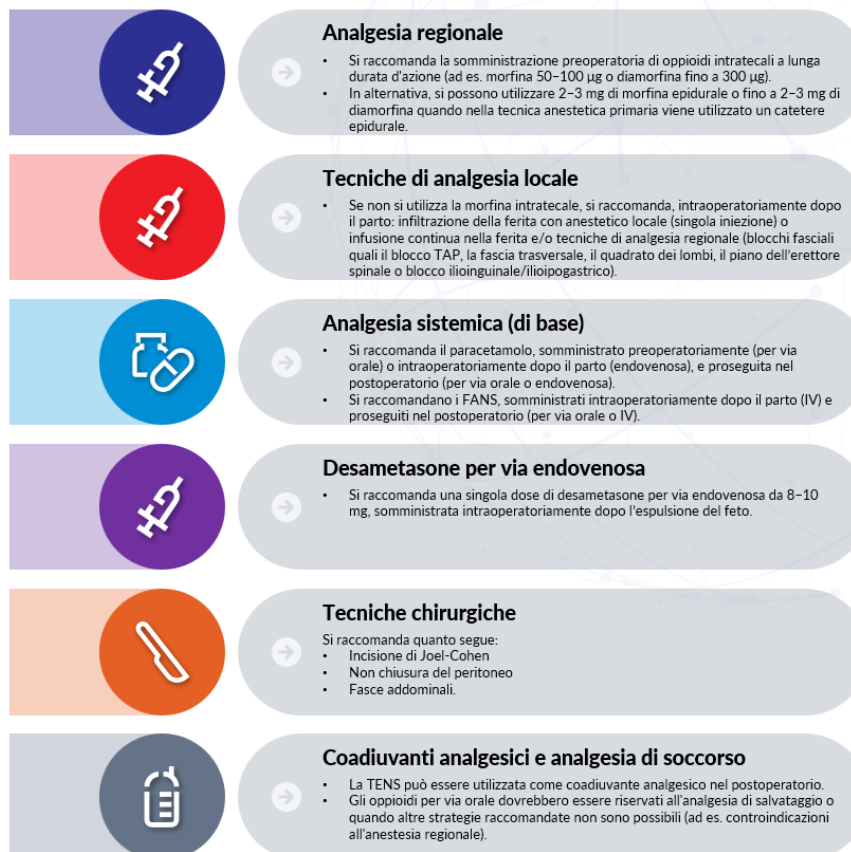 Analgesia regionale
• Si raccomanda la somministrazione preoperatoria di oppioidi intratecali a lunga
durata d'azione (ad es. morfina 50–100 µg o diamorfina fino a 300 µg).
• In alternativa, si possono utilizzare 2–3 mg di morfina epidurale o fino a 2–3 mg di
diamorfina quando nella tecnica anestetica primaria viene utilizzato un catetere
epidurale.
Tecniche di analgesia locale
• Se non si utilizza la morfina intratecale, si raccomanda, intraoperatoriamente dopo
il parto: infiltrazione della ferita con anestetico locale (singola iniezione) o
infusione continua nella ferita e/o tecniche di analgesia regionale (blocchi fasciali
quali il blocco TAP, la fascia trasversale, il quadrato dei lombi, il piano dell'erettore
spinale o blocco ilioinguinale/ilioipogastrico).
Analgesia sistemica (di base)
• Si raccomanda il paracetamolo, somministrato preoperatoriamente (per via
orale) o intraoperatoriamente dopo il parto (endovenosa), e proseguita nel
postoperatorio (per via orale o endovenosa).
• Si raccomandano i FANS, somministrati intraoperatoriamente dopo il parto (IV) e
proseguiti nel postoperatorio (per via orale o IV).
Desametasone per via endovenosa
• Si raccomanda una singola dose di desametasone per via endovenosa da 8–10
mg, somministrata intraoperatoriamente dopo l'espulsione del feto.
Tecniche chirurgiche
Si raccomanda quanto segue:
• Incisione di Joel-Cohen
• Non chiusura del peritoneo
• Fasce addominali.
Coadiuvanti analgesici e analgesia di soccorso
• La TENS può essere utilizzata come coadiuvante analgesico nel postoperatorio.
• Gli oppioidi per via orale dovrebbero essere riservati all'analgesia di salvataggio o
quando altre strategie raccomandate non sono possibili (ad es. controindicazioni
all'anestesia regionale).